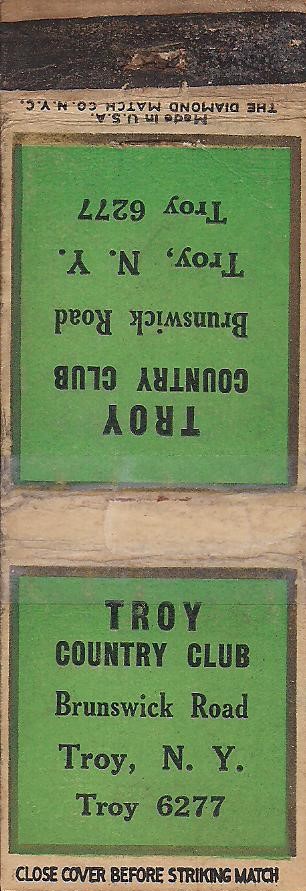 Made in U.S.A.
THE DIAMOND MATCH CO. N.Y.C.
TROY
COUNTRY CLUB
Brunswick Road
Troy, N. Y.
Troy 6277
TROY
COUNTRY CLUB
Brunswick Road
Troy, N. Y.
Troy 6277
CLOSE COVER BEFORE STRIKING MATCH